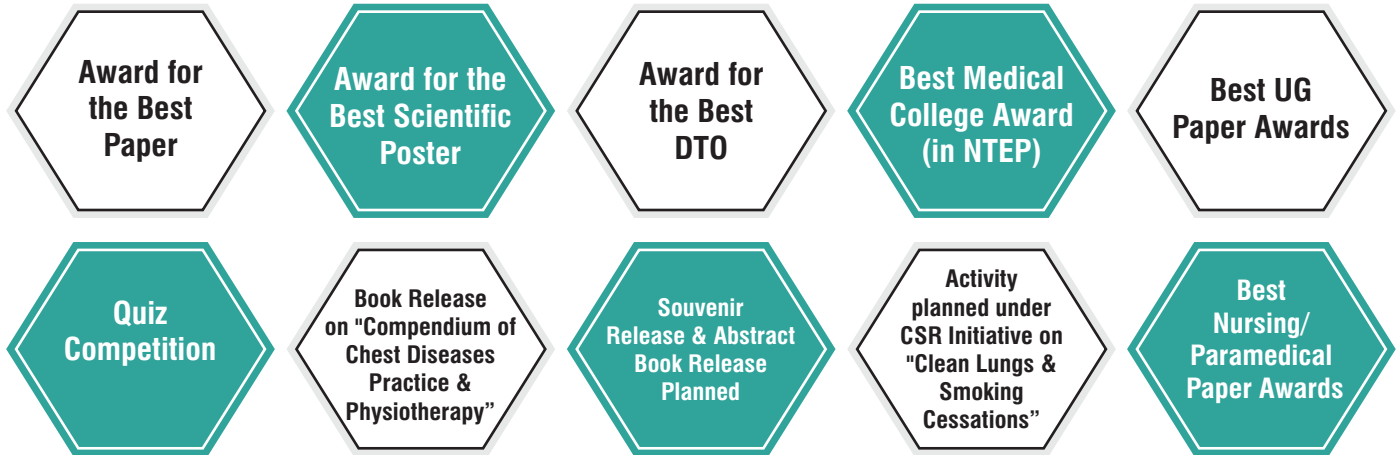 Award for
the Best
Paper
Award for the
Best Scientific
Poster
Award for
the Best
DTO
Best Medical
College Award
(in NTEP)
Best UG
Paper Awards
Quiz
Competition
Book Release
on "Compendium of
Chest Diseases
Practice &
Physiotherapy”
Souvenir
Release & Abstract
Book Release
Planned
Activity
planned under
CSR Initiative on
"Clean Lungs &
Smoking
Cessations”
Best
Nursing/
Paramedical
Paper Awards